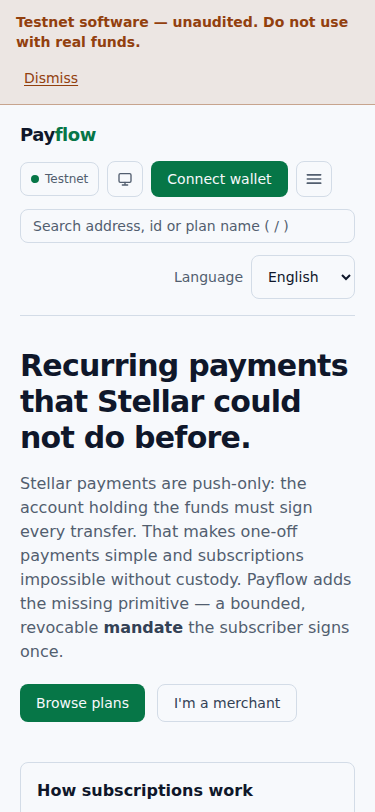 Testnet software — unaudited. Do not use
with real funds.
Dismiss
Payflow
Testnet
Connect wallet
Search address, id or plan name ( / )
Language
English
Recurring payments
that Stellar could
not do before.
Stellar payments are push-only: the
account holding the funds must sign
every transfer. That makes one-off
payments simple and subscriptions
impossible without custody. Payflow adds
the missing primitive — a bounded,
revocable mandate the subscriber signs
once.
Browse plans
I'm a merchant
How subscriptions work